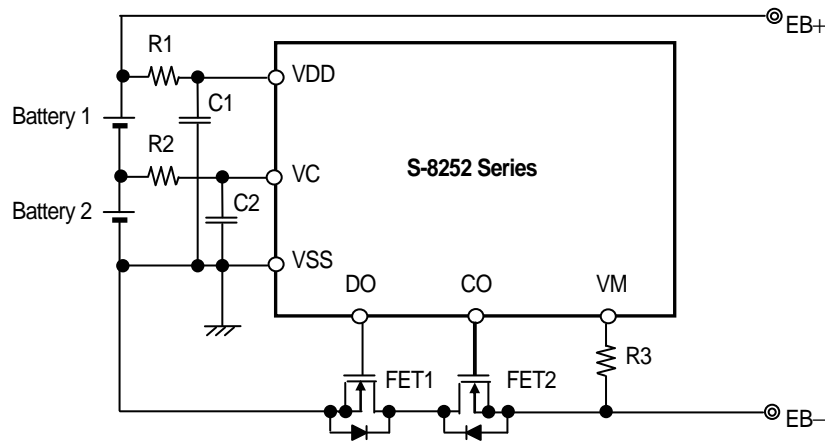 EB+
R1
VDD
C1
Battery 1
R2
S-8252 Series
VC
C2
Battery 2
VSS
DO
CO
VM
R3
FET1
FET2
EB−